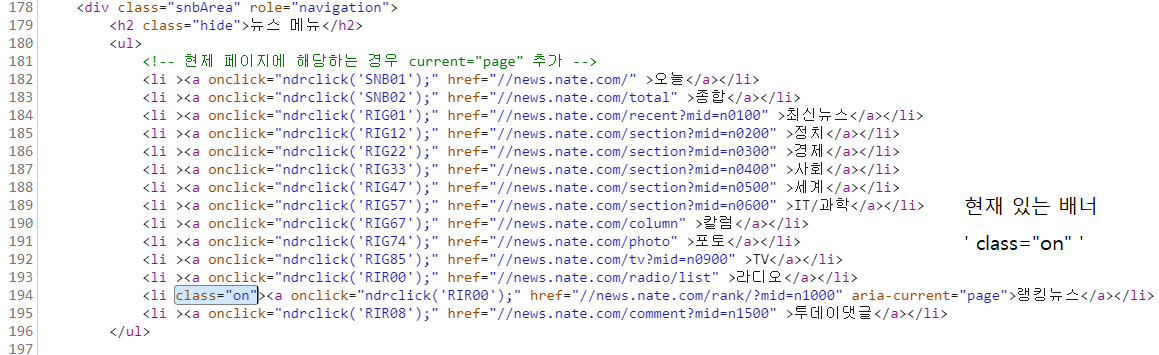 178 <div class="snbArea" role="navigation">
179 <h2 class="hide">뉴스 메뉴</h2>
180 <ul>
181 <!-- 현제 페이지에 해당하는 경우 current="page" 추가 -->
182 <li ><a onclick="ndrclick('SNB01');" href="//news.nate.com/" >오늘</a></li>
183 <li ><a onclick="ndrclick('SNB02');" href="//news.nate.com/total" >종합</a></li>
184 <li ><a onclick="ndrclick('RIG01');" href="//news.nate.com/recent?mid=n0100" >최신뉴스</a></li>
185 <li ><a onclick="ndrclick('RIG12');" href="//news.nate.com/section?mid=n0200" >정치</a></li>
186 <li ><a onclick="ndrclick('RIG22');" href="//news.nate.com/section?mid=n0300" >경제</a></li>
187 <li ><a onclick="ndrclick('RIG33');" href="//news.nate.com/section?mid=n0400" >사회</a></li>
188 <li ><a onclick="ndrclick('RIG47');" href="//news.nate.com/section?mid=n0500" >세계</a></li>
189 <li ><a onclick="ndrclick('RIG57');" href="//news.nate.com/section?mid=n0600" >IT/과학</a></li>
190 <li ><a onclick="ndrclick('RIG67');" href="//news.nate.com/column" >칼럼</a></li>
191 <li ><a onclick="ndrclick('RIG74');" href="//news.nate.com/photo" >포토</a></li>
192 <li ><a onclick="ndrclick('RIG85');" href="//news.nate.com/tv?mid=n0900" >TV</a></li>
193 <li ><a onclick="ndrclick('RIR00');" href="//news.nate.com/radio/list" >라디오</a></li>
194 <li class="on"><a onclick="ndrclick('RIR00');" href="//news.nate.com/rank/?mid=n1000" aria-current="page">랭킹뉴스</a></li>
195 <li ><a onclick="ndrclick('RIR08');" href="//news.nate.com/comment?mid=n1500" >투데이댓글</a></li>
196 </ul>
197
현재 있는 배너
' class="on" '